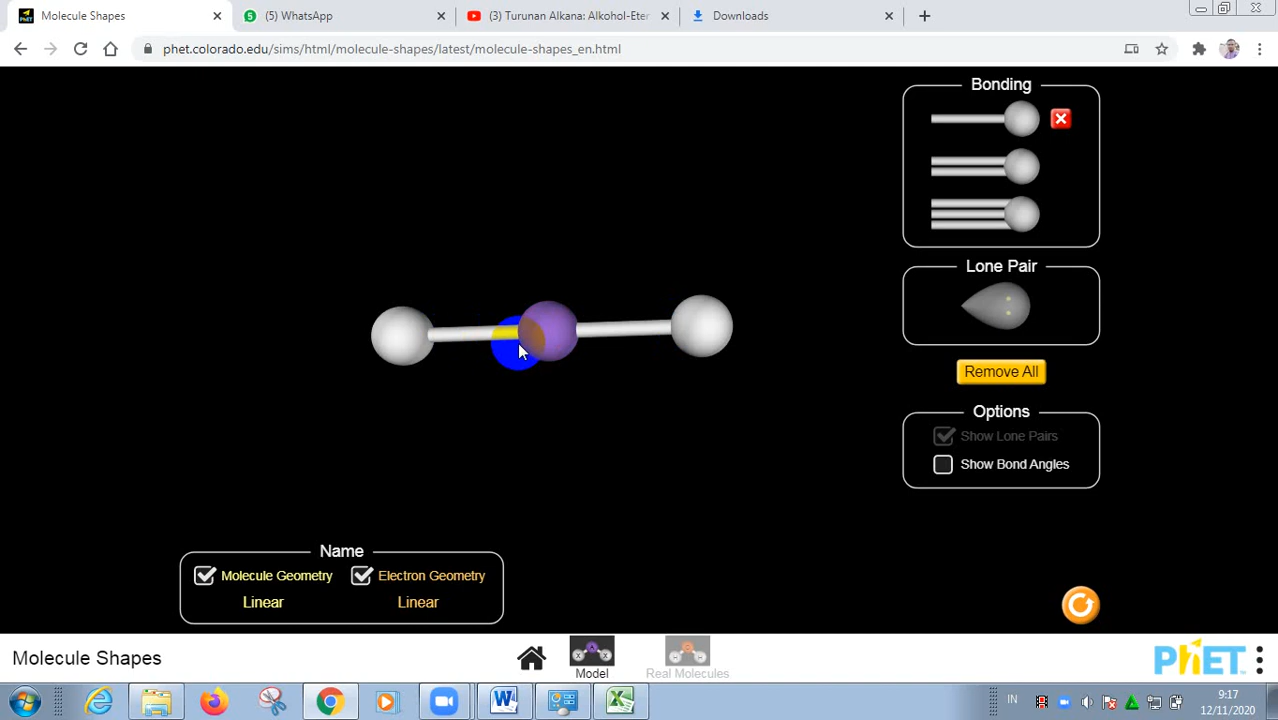 Molecule Shapes
(5) WhatsApp
(3) Turunan Alkana: Alkohol-Eter
Downloads
phet.colorado.edu/sims/html/molecule-shapes/latest/molecule-shapes_en.html
Bonding
Lone Pair
Remove All
Options
Show Lone Pairs
Show Bond Angles
Name
Molecule Geometry
Electron Geometry
Linear
Linear
Molecule Shapes
Model
Real Molecules
PhET
IN
9:17
12/11/2020